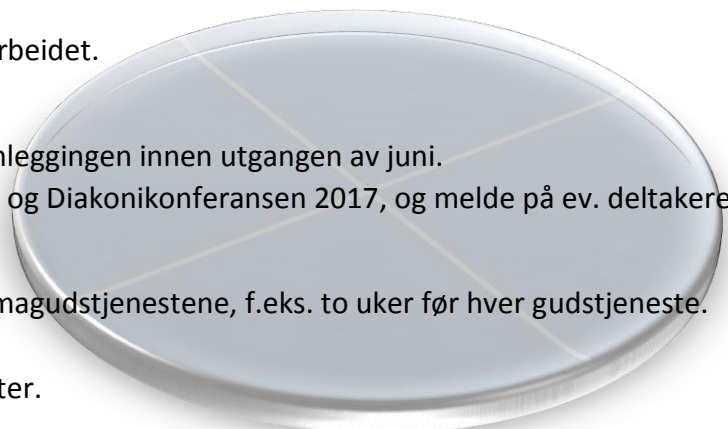 rbeidet.
nleggingen innen utgangen av juni.
og Diakonikonferansen 2017, og melde på ev. deltakere
magudstjenestene, f.eks. to uker før hver gudstjeneste.
ter.